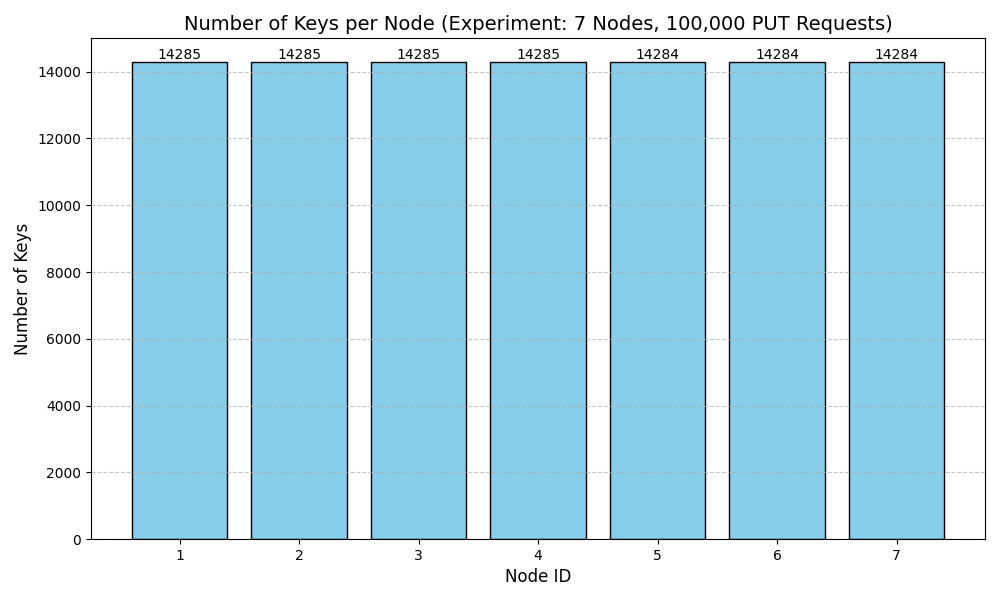 Number of Keys per Node (Experiment: 7 Nodes, 100,000 PUT Requests)
14285 14285 14285 14285 14284 14284 14284
14000
12000
10000
8000
6000
4000
2000
0
Number of Keys
1 2 3 4 5 6 7
Node ID